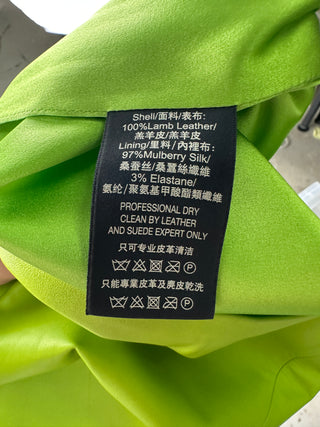 Shell/面料/表布:
100%Lamb Leather/
羔羊皮/羔羊皮
Lining/里料/內裡布:
97%Mulberry Silk/
桑蚕丝/桑蠶絲纖維
3% Elastane/
氨纶/聚氨基甲酸酯類纖維
PROFESSIONAL DRY
CLEAN BY LEATHER
AND SUEDE EXPERT ONLY
只可专业皮革清洁
只能專業皮革及麂皮乾洗